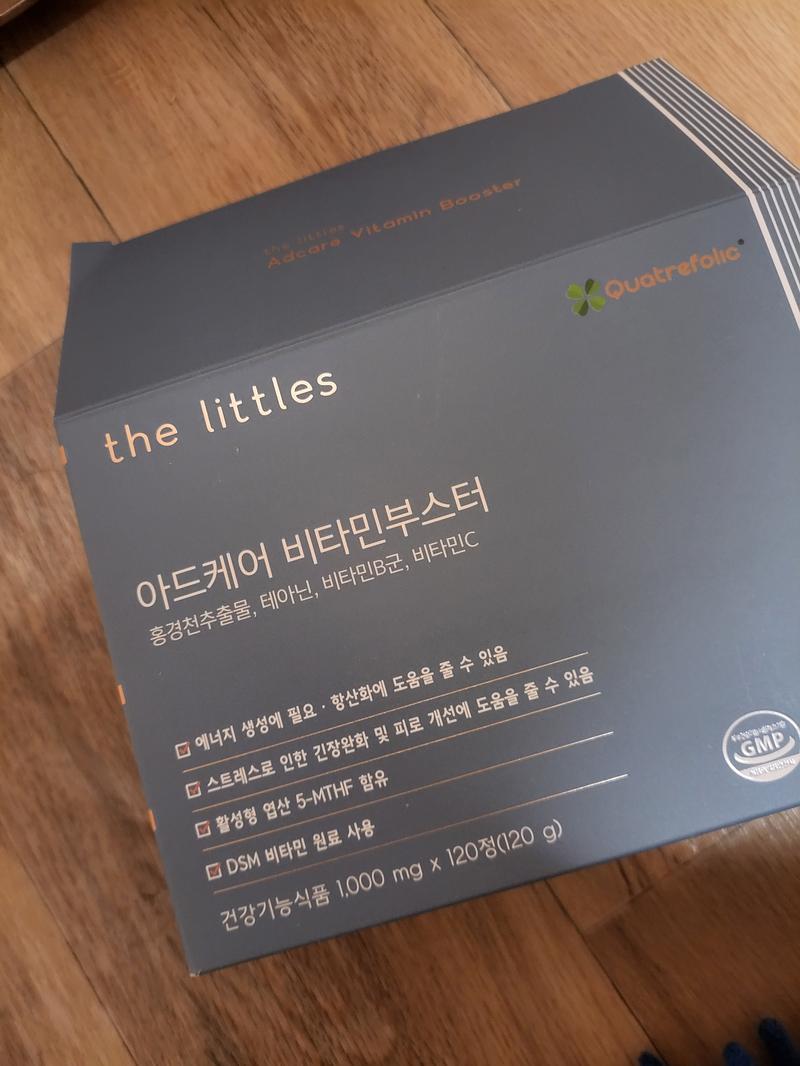 the littles
Adcare Vitamin Booster
Quatrefolic
the littles
아드케어 비타민부스터
홍경천추출물, 테아닌, 비타민B군, 비타민C
에너지 생성에 필요 · 항산화에 도움을 줄 수 있음
스트레스로 인한 긴장완화 및 피로 개선에 도움을 줄 수 있음
활성형 엽산 5-MTHF 함유
DSM 비타민 원료 사용
건강기능식품 1,000 mg x 120정(120 g)
GMP